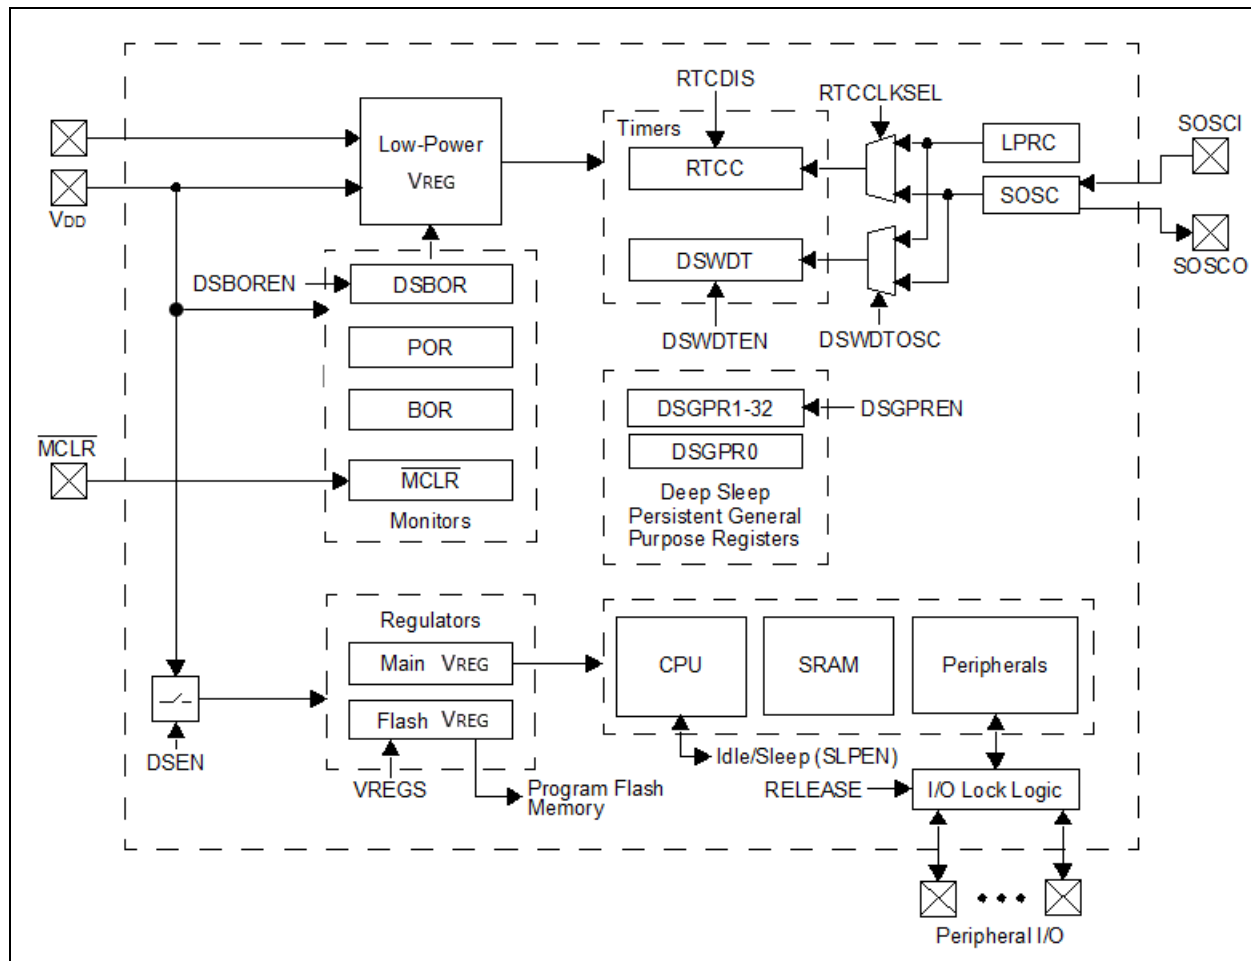 RTCDIS
RTCCLKSEL
Timers
SOSCI
Low-Power
VREG
RTCC
LPRC
SOSC
VDD
DSWDT
SOSCO
DSBOREN
DSBOR
DSWDTEN
DSWDTOSC
POR
BOR
DSGPR1-32
DSGPREN
DSGPR0
MCLR
MCLR
Monitors
Deep Sleep
Persistent General
Purpose Registers
Regulators
Main VREG
CPU
SRAM
Peripherals
Flash VREG
DSEN
VREGS
Idle/Sleep (SLPEN)
Program Flash
Memory
RELEASE
I/O Lock Logic
Peripheral I/O